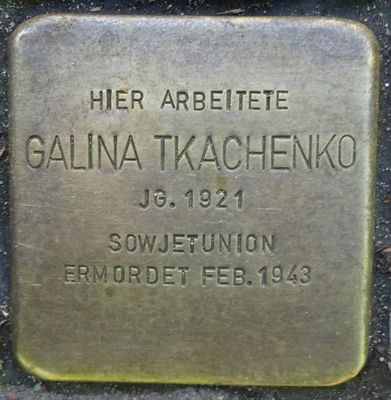 HIER ARBEITETE
GALINA TKACHENKO
JG. 1921
SOWJETUNION
ERMORDET FEB. 1943